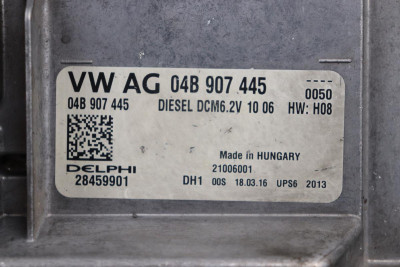 VW AG 04B 907 445 ----
0050
04B 907 445 DIESEL DCM6.2V 10 06 HW: H08
Made in HUNGARY
DELPHI 21006001
28459901 DH1 00S 18.03.16 UPS6 2013